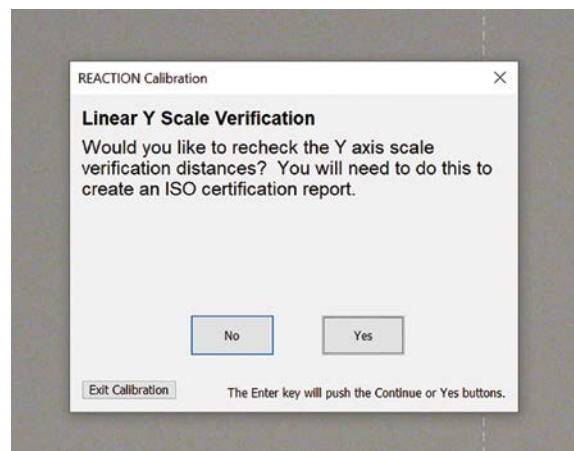 REACTION Calibration
Linear Y Scale Verification
Would you like to recheck the Y axis scale
verification distances? You will need to do this to
create an ISO certification report.
No
Yes
Exit Calibration
The Enter key will push the Continue or Yes buttons.